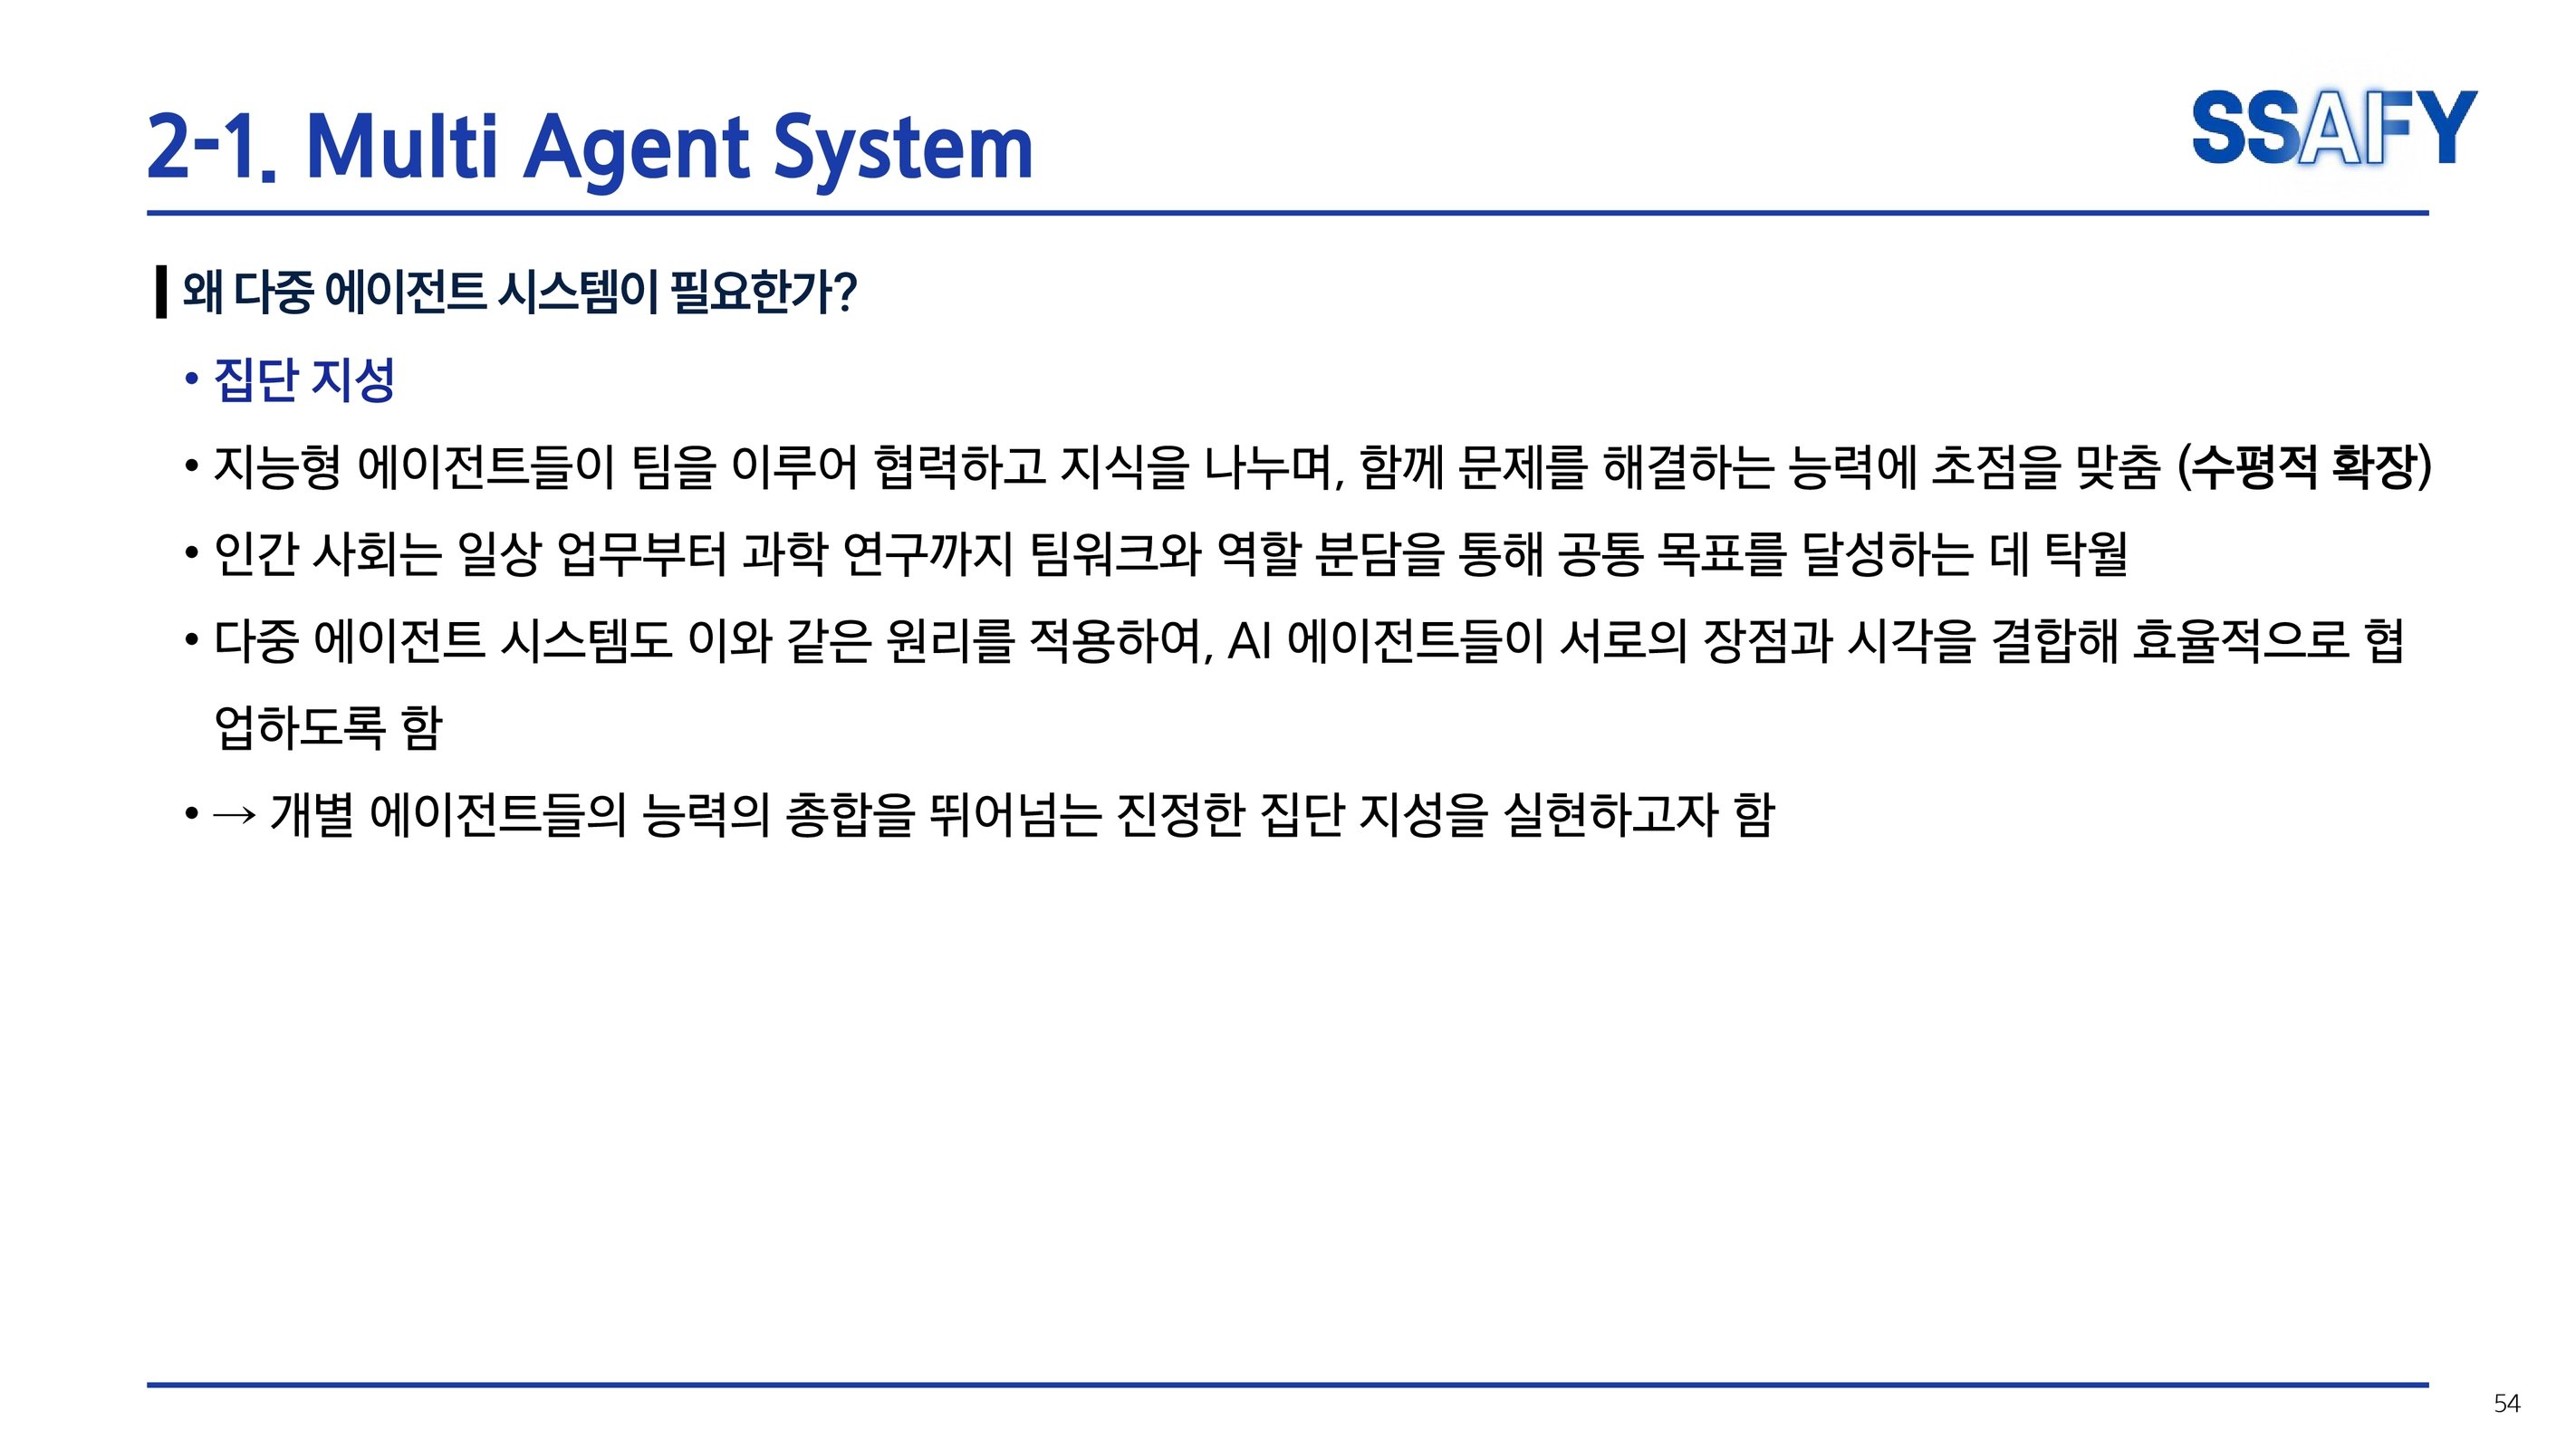 2-1. Multi Agent System
SSAFY
왜 다중 에이전트 시스템이 필요한가?
• 집단 지성
• 지능형 에이전트들이 팀을 이루어 협력하고 지식을 나누며, 함께 문제를 해결하는 능력에 초점을 맞춤 (수평적 확장)
• 인간 사회는 일상 업무부터 과학 연구까지 팀워크와 역할 분담을 통해 공통 목표를 달성하는 데 탁월
• 다중 에이전트 시스템도 이와 같은 원리를 적용하여, AI 에이전트들이 서로의 장점과 시각을 결합해 효율적으로 협
업하도록 함
• → 개별 에이전트들의 능력의 총합을 뛰어넘는 진정한 집단 지성을 실현하고자 함
54